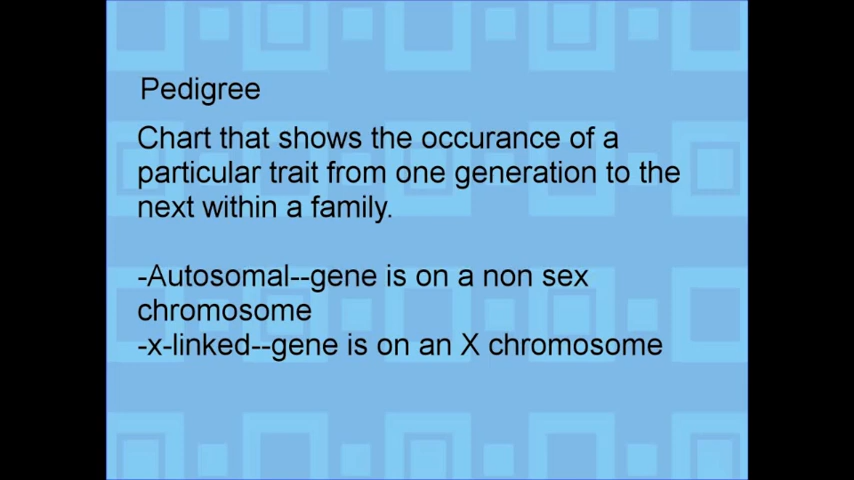 Pedigree
Chart that shows the occurance of a
particular trait from one generation to the
next within a family.
-Autosomal--gene is on a non sex
chromosome
-x-linked--gene is on an X chromosome